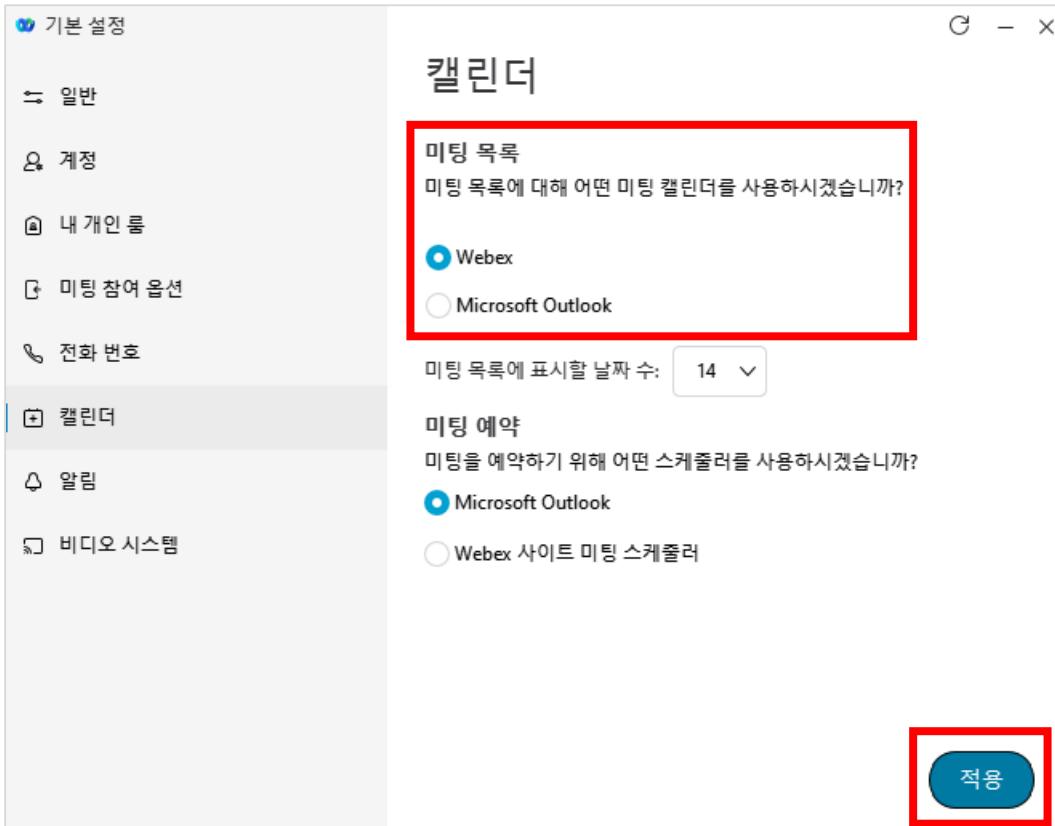 기본 설정
일반
계정
내 개인 룸
미팅 참여 옵션
전화 번호
캘린더
알림
비디오 시스템
캘린더
미팅 목록
미팅 목록에 대해 어떤 미팅 캘린더를 사용하시겠습니까?
Webex
Microsoft Outlook
미팅 목록에 표시할 날짜 수: 14
미팅 예약
미팅을 예약하기 위해 어떤 스케줄러를 사용하시겠습니까?
Microsoft Outlook
Webex 사이트 미팅 스케줄러
적용